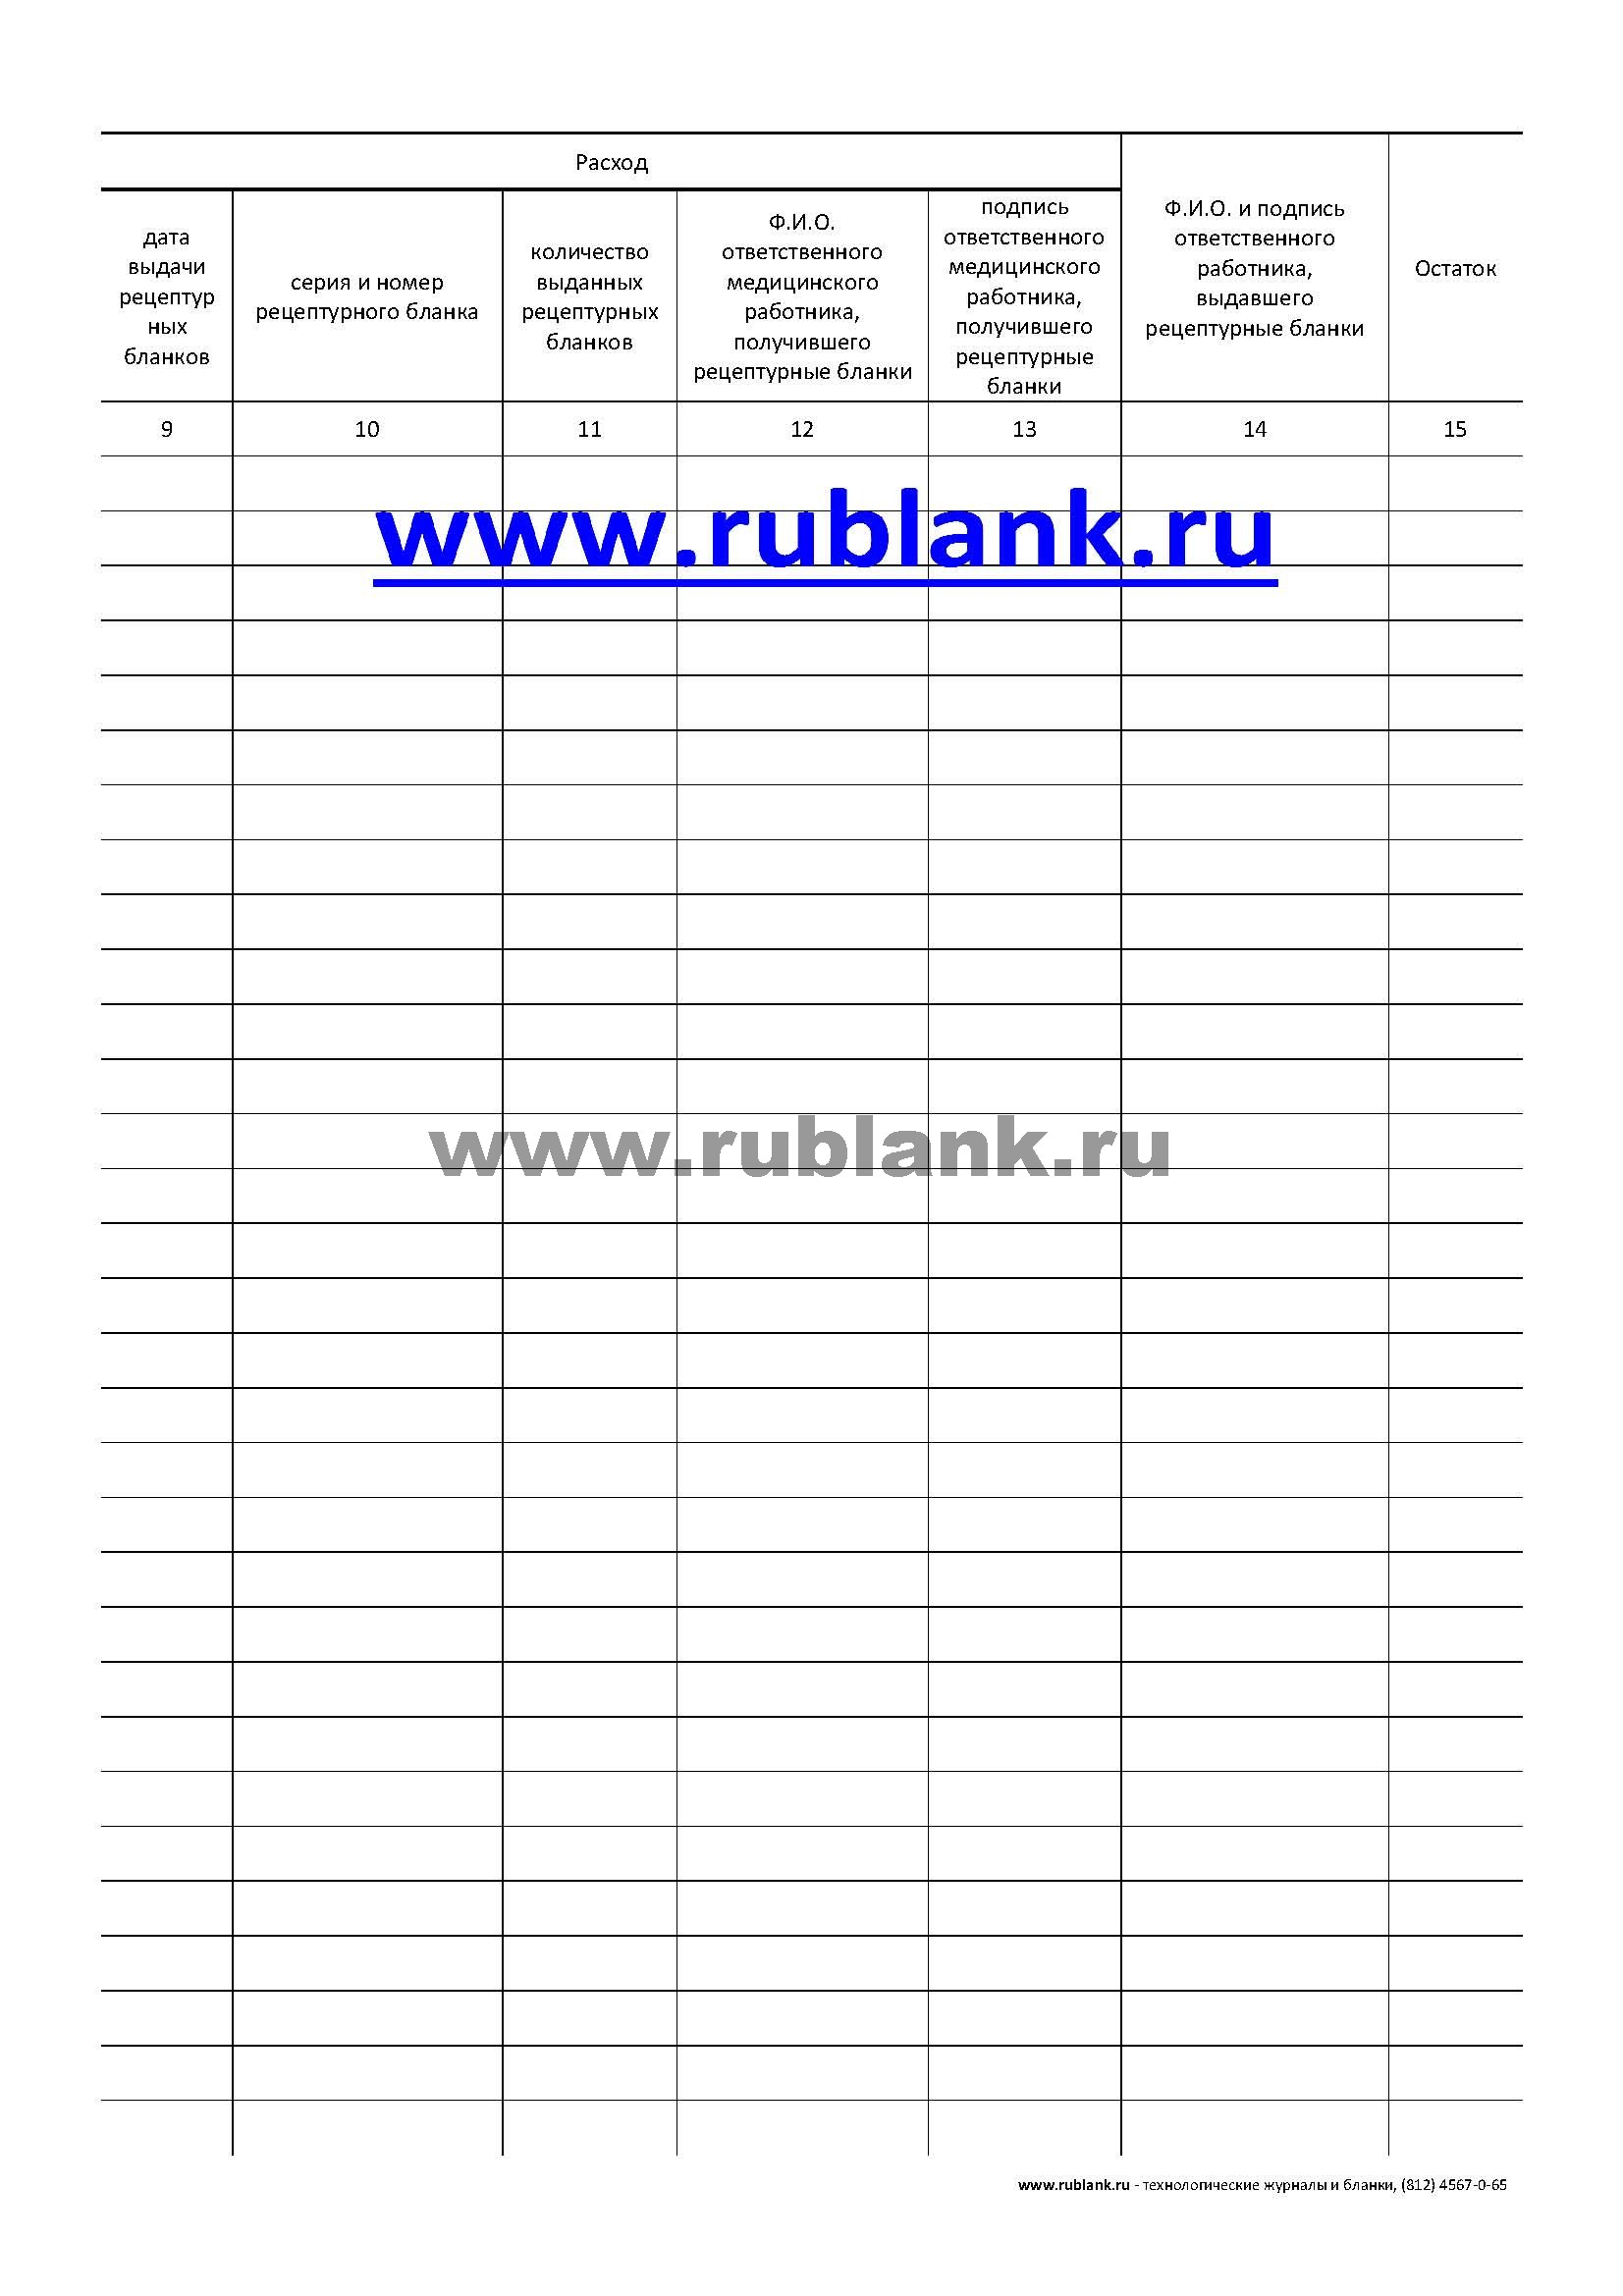 Расход
дата
выдачи
рецептур
ных
бланков
серия и номер
рецептурного бланка
количество
выданных
рецептурных
бланков
Ф.И.О.
ответственного
медицинского
работника,
получившего
рецептурные бланки
подпись
ответственного
медицинского
работника,
получившего
рецептурные
бланки
Ф.И.О. и подпись
ответственного
работника,
выдавшего
рецептурные бланки
Остаток
9 10 11 12 13 14 15
www.rublank.ru
www.rublank.ru
www.rublank.ru - технологические журналы и бланки, (812) 4567-0-65